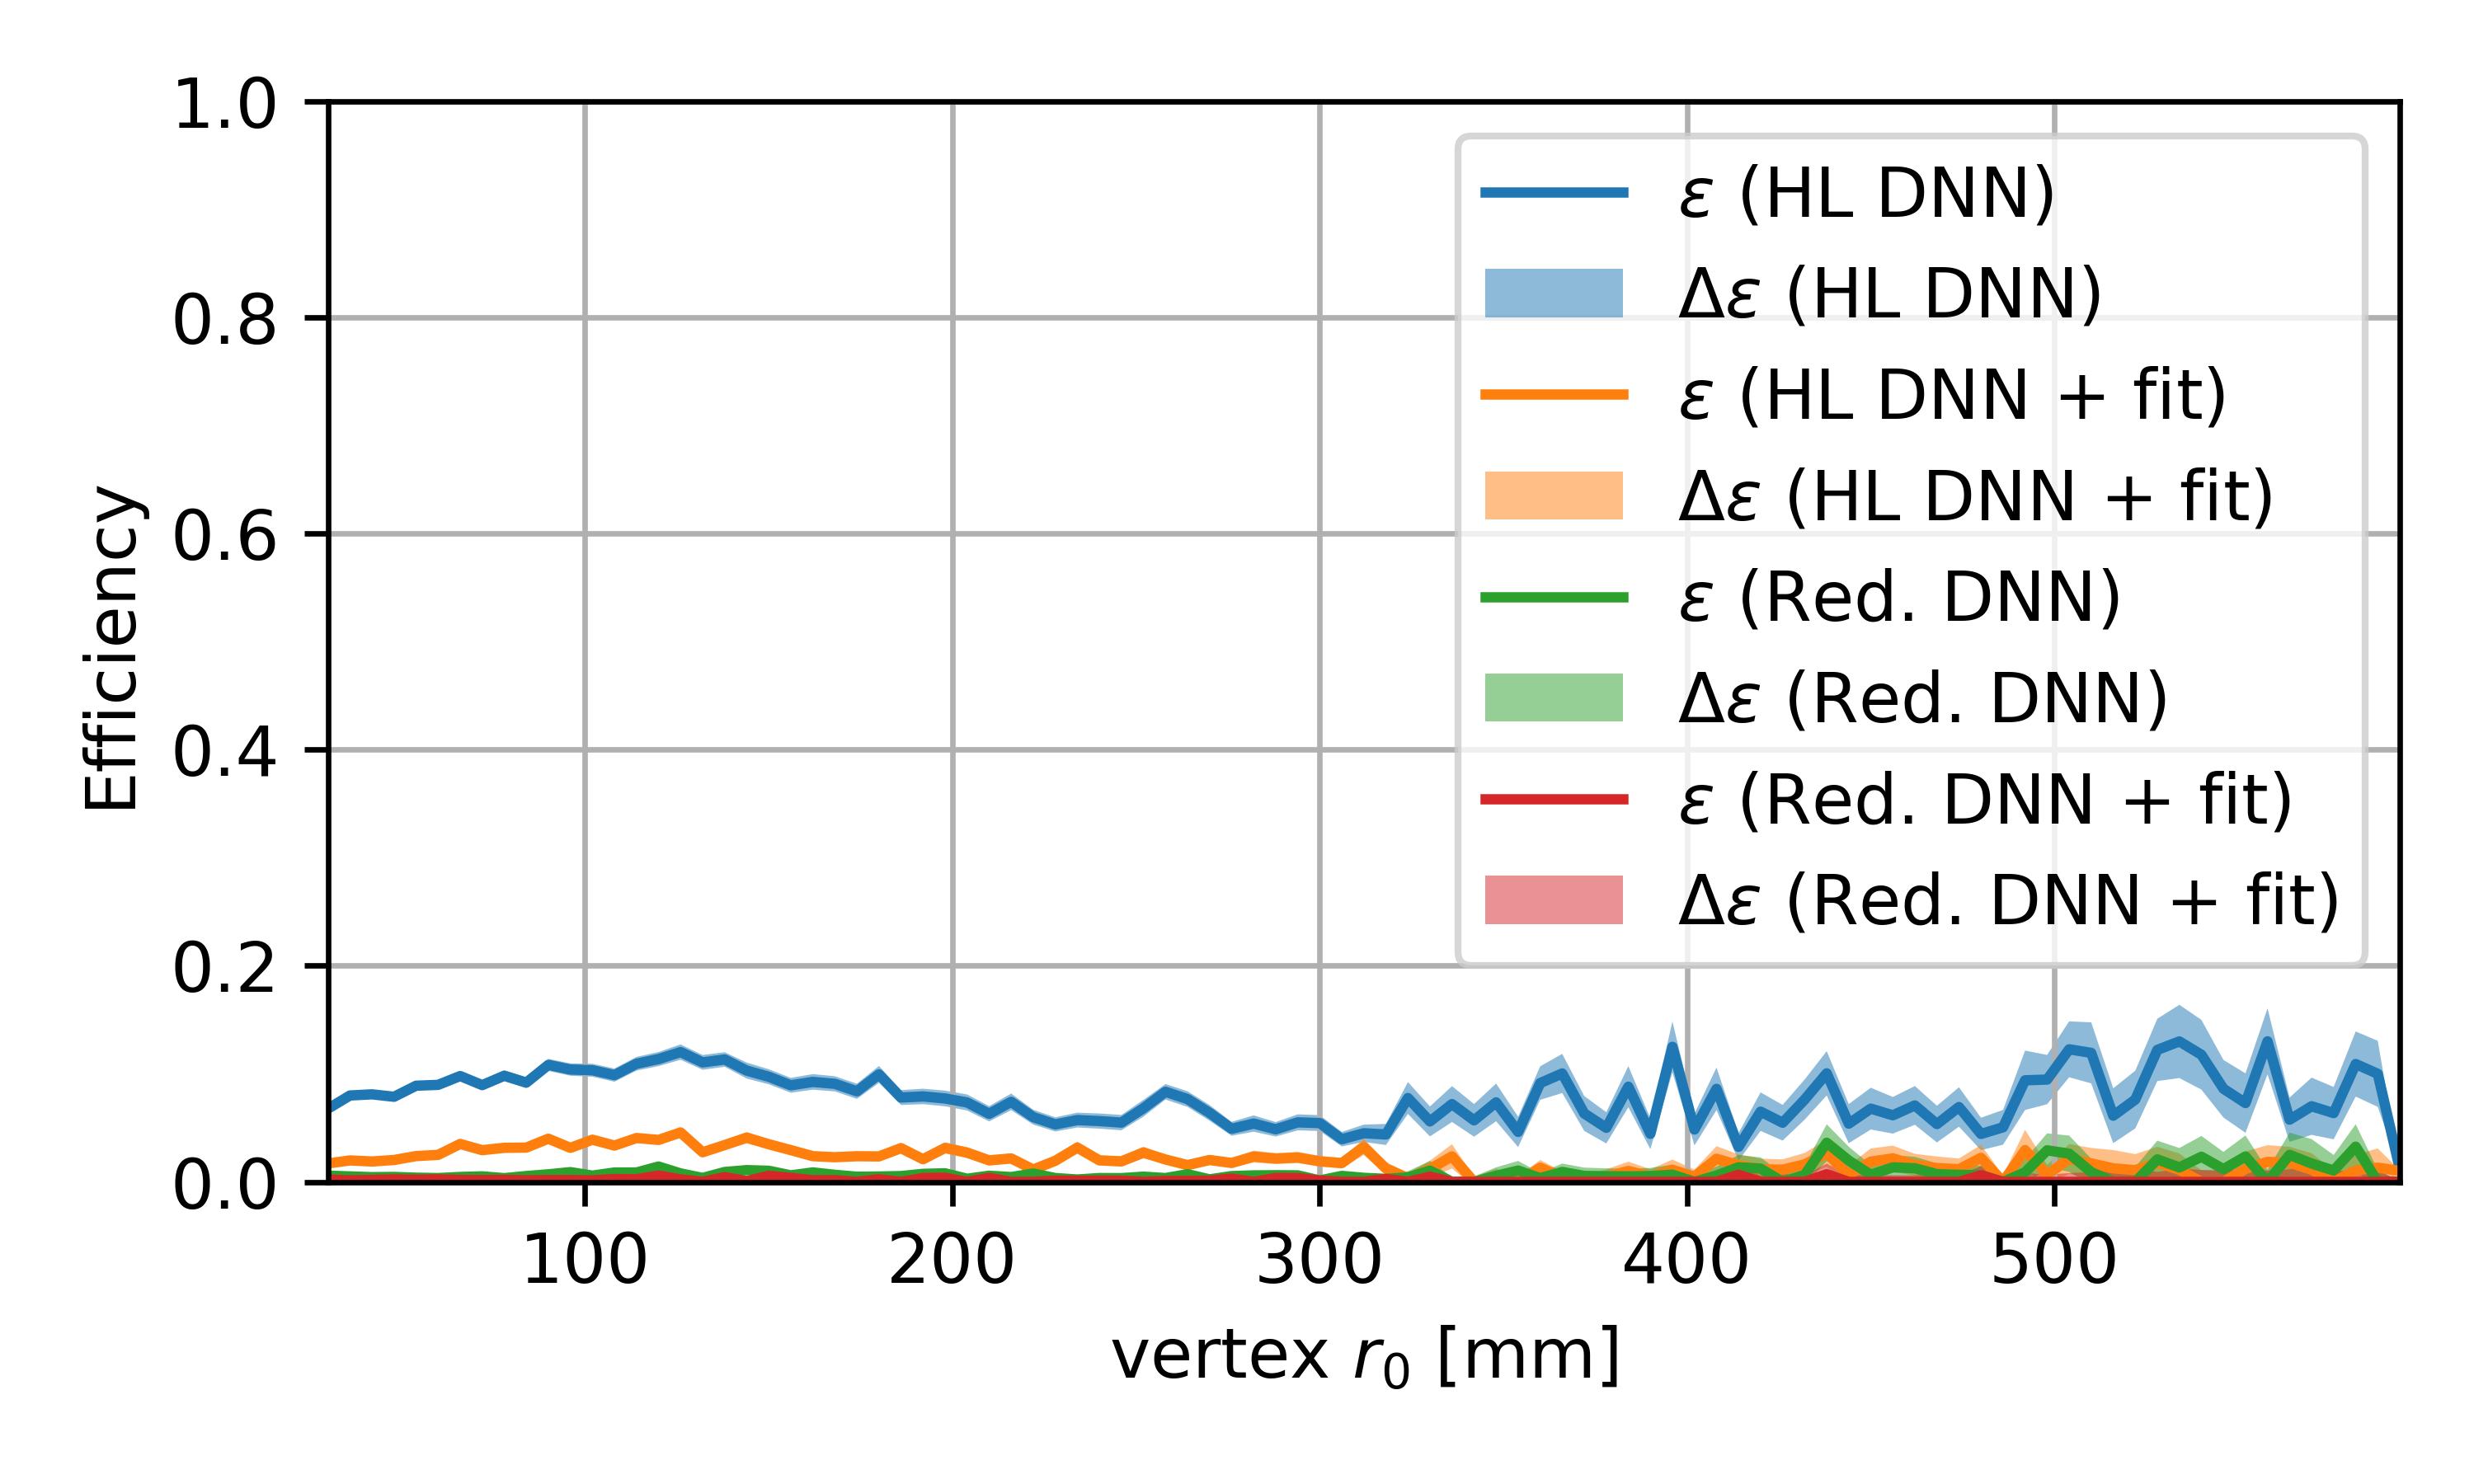 1.0
0.8
0.6
0.4
0.2
0.0
Efficiency
ε (HL DNN)
Δε (HL DNN)
ε (HL DNN + fit)
Δε (HL DNN + fit)
ε (Red. DNN)
Δε (Red. DNN)
ε (Red. DNN + fit)
Δε (Red. DNN + fit)
100 200 300 400 500
vertex r₀ [mm]